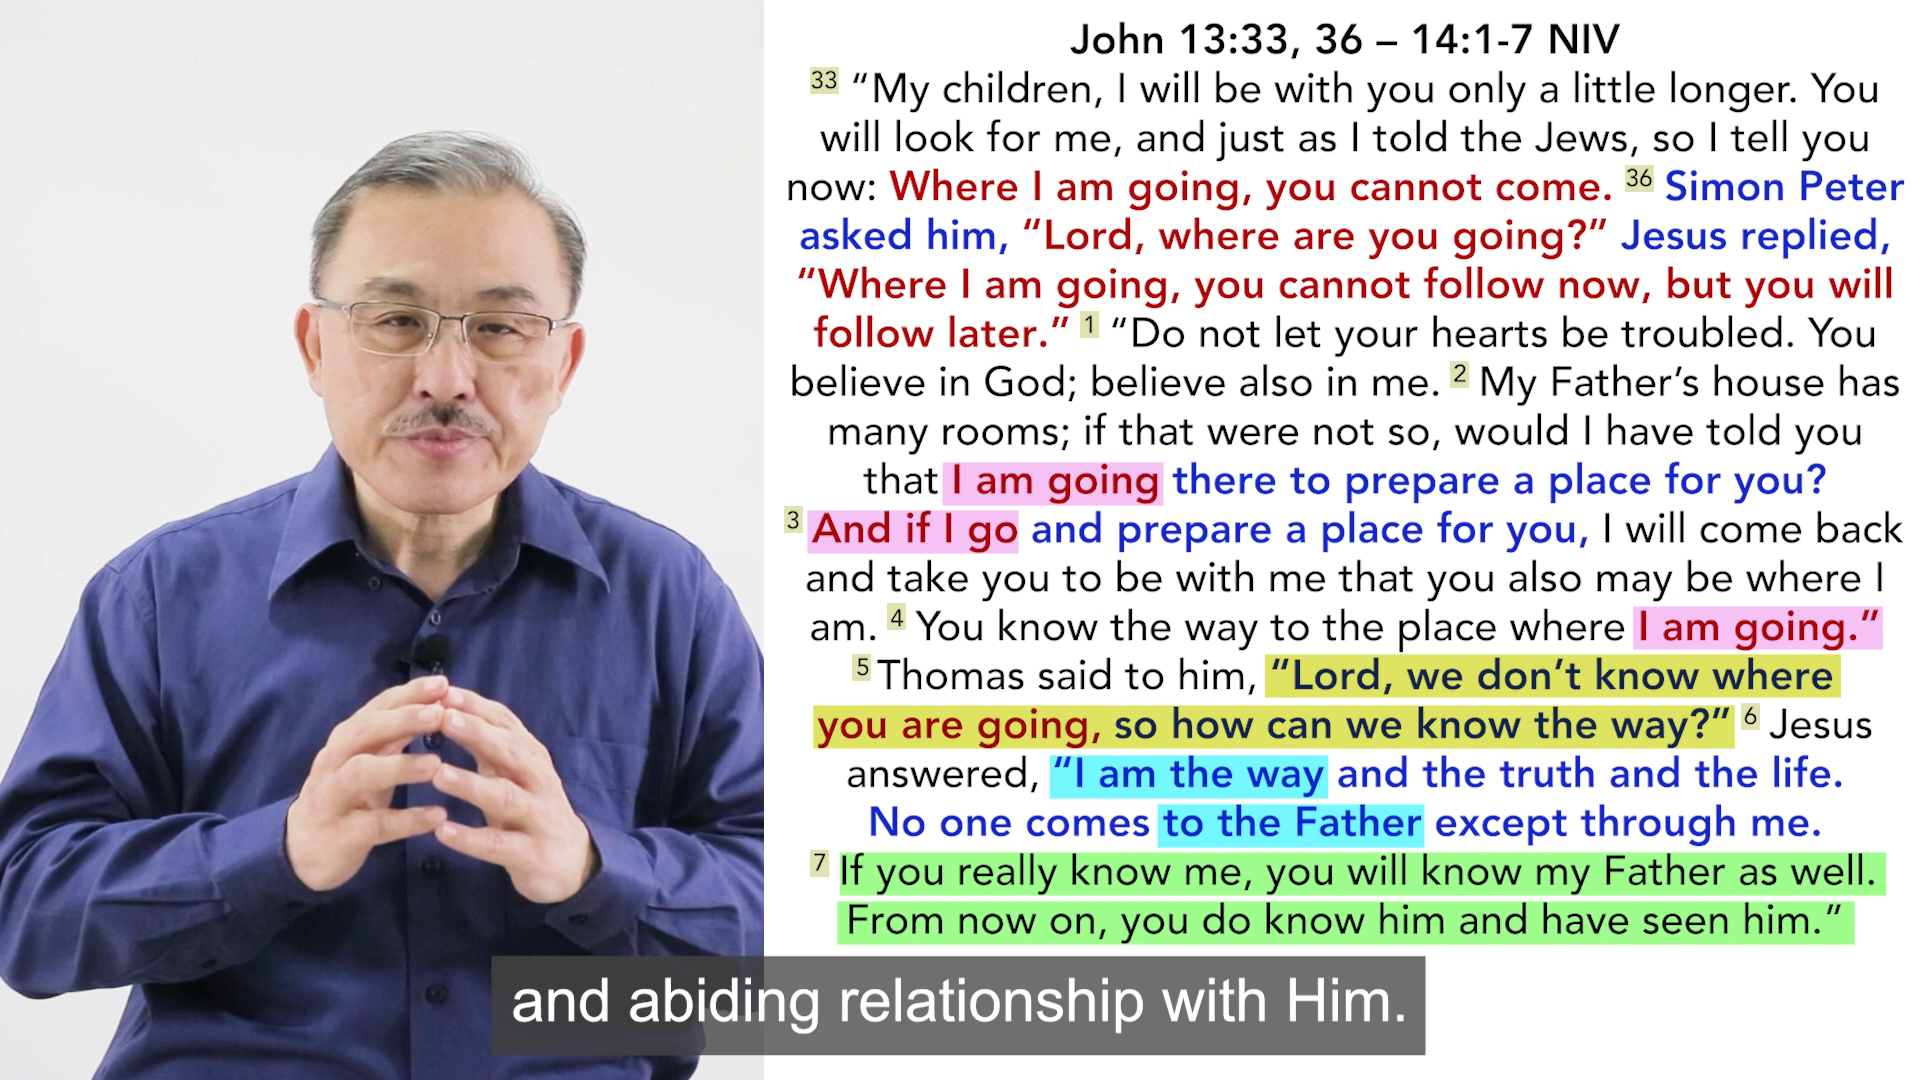 John 13:33, 36 – 14:1-7 NIV
33 “My children, I will be with you only a little longer. You
will look for me, and just as I told the Jews, so I tell you
now: Where I am going, you cannot come. 36 Simon Peter
asked him, “Lord, where are you going?” Jesus replied,
“Where I am going, you cannot follow now, but you will
follow later.” 1 “Do not let your hearts be troubled. You
believe in God; believe also in me. 2 My Father’s house has
many rooms; if that were not so, would I have told you
that I am going there to prepare a place for you?
3 And if I go and prepare a place for you, I will come back
and take you to be with me that you also may be where I
am. 4 You know the way to the place where I am going.”
5 Thomas said to him, “Lord, we don’t know where
you are going, so how can we know the way?” 6 Jesus
answered, “I am the way and the truth and the life.
No one comes to the Father except through me.
7 If you really know me, you will know my Father as well.
From now on, you do know him and have seen him.”
and abiding relationship with Him.